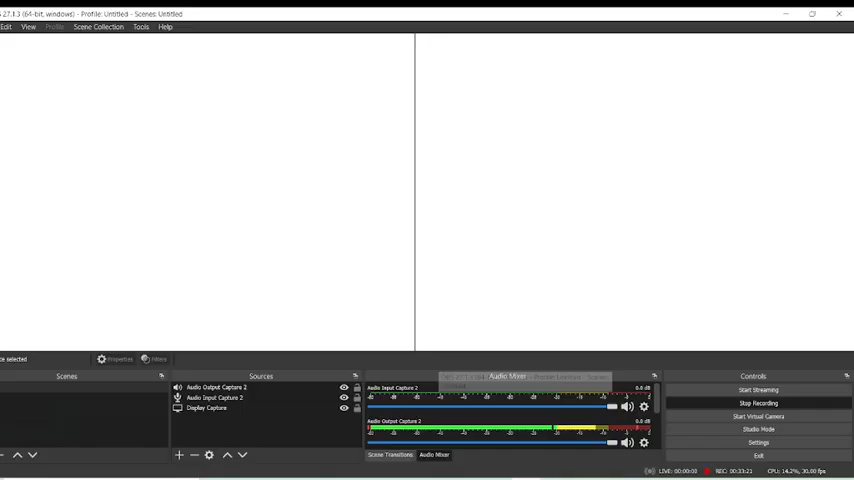 27.1.3 (64-bit, windows) - Profile: Untitled - Scenes: Untitled
Edit View Profile Scene Collection Tools Help
selected Properties Filters
Scenes Sources Audio Mixer Controls
Audio Output Capture 2
Audio Input Capture 2
Display Capture
Audio Input Capture 2 0.0 dB
Audio Output Capture 2 0.0 dB
Scene Transitions Audio Mixer
Start Streaming
Stop Recording
Start Virtual Camera
Studio Mode
Settings
Exit
LIVE: 00:00:00 REC: 00:33:21 CPU: 14.2%, 30.00 fps